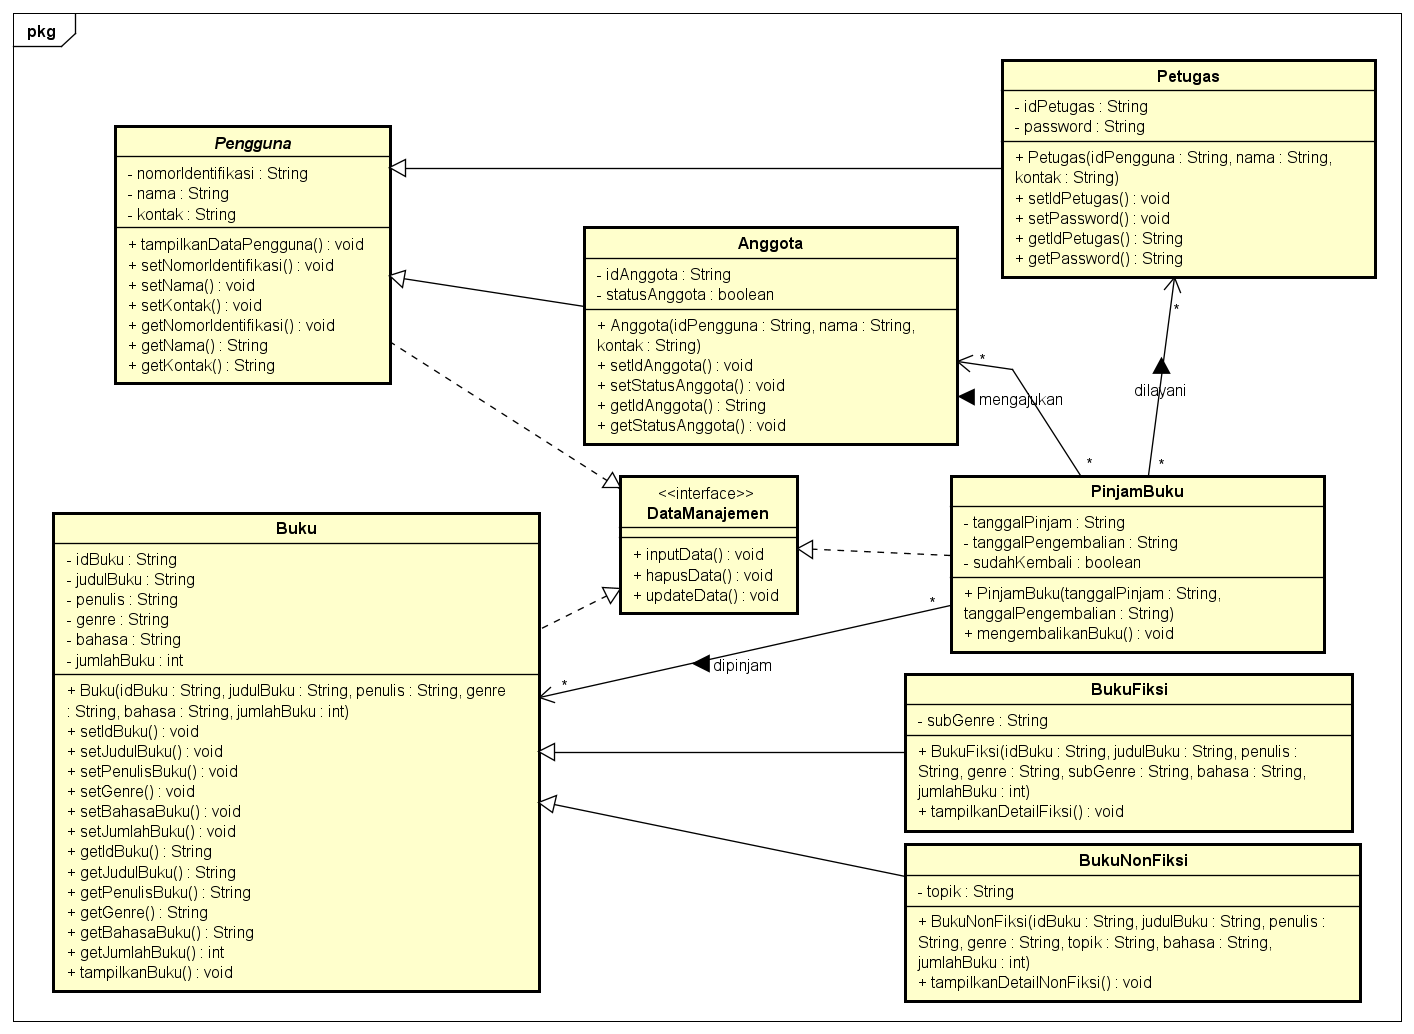 pkg
Petugas
- idPetugas : String
- password : String
+ Petugas(idPengguna : String, nama : String,
kontak : String)
+ setIdPetugas() : void
+ setPassword() : void
+ getIdPetugas() : String
+ getPassword() : String
Pengguna
- nomorIdentifikasi : String
- nama : String
- kontak : String
+ tampilkanDataPengguna() : void
+ setNomorIdentifikasi() : void
+ setNama() : void
+ setKontak() : void
+ getNomorIdentifikasi() : void
+ getNama() : String
+ getKontak() : String
Anggota
- idAnggota : String
- statusAnggota : boolean
+ Anggota(idPengguna : String, nama : String,
kontak : String)
+ setIdAnggota() : void
+ setStatusAnggota() : void
+ getIdAnggota() : String
+ getStatusAnggota() : void
*
*
mengajukan
*
dilayani
*
*
<<interface>>
DataManajemen
+ inputData() : void
+ hapusData() : void
+ updateData() : void
PinjamBuku
- tanggalPinjam : String
- tanggalPengembalian : String
- sudahKembali : boolean
+ PinjamBuku(tanggalPinjam : String,
tanggalPengembalian : String)
+ mengembalikanBuku() : void
*
dipinjam
Buku
- idBuku : String
- judulBuku : String
- penulis : String
- genre : String
- bahasa : String
- jumlahBuku : int
+ Buku(idBuku : String, judulBuku : String, penulis : String, genre
: String, bahasa : String, jumlahBuku : int)
+ setIdBuku() : void
+ setJudulBuku() : void
+ setPenulisBuku() : void
+ setGenre() : void
+ setBahasaBuku() : void
+ setJumlahBuku() : void
+ getIdBuku() : String
+ getJudulBuku() : String
+ getPenulisBuku() : String
+ getGenre() : String
+ getBahasaBuku() : String
+ getJumlahBuku() : int
+ tampilkanBuku() : void
BukuFiksi
- subGenre : String
+ BukuFiksi(idBuku : String, judulBuku : String, penulis :
String, genre : String, subGenre : String, bahasa : String,
jumlahBuku : int)
+ tampilkanDetailFiksi() : void
BukuNonFiksi
- topik : String
+ BukuNonFiksi(idBuku : String, judulBuku : String, penulis :
String, genre : String, topik : String, bahasa : String,
jumlahBuku : int)
+ tampilkanDetailNonFiksi() : void